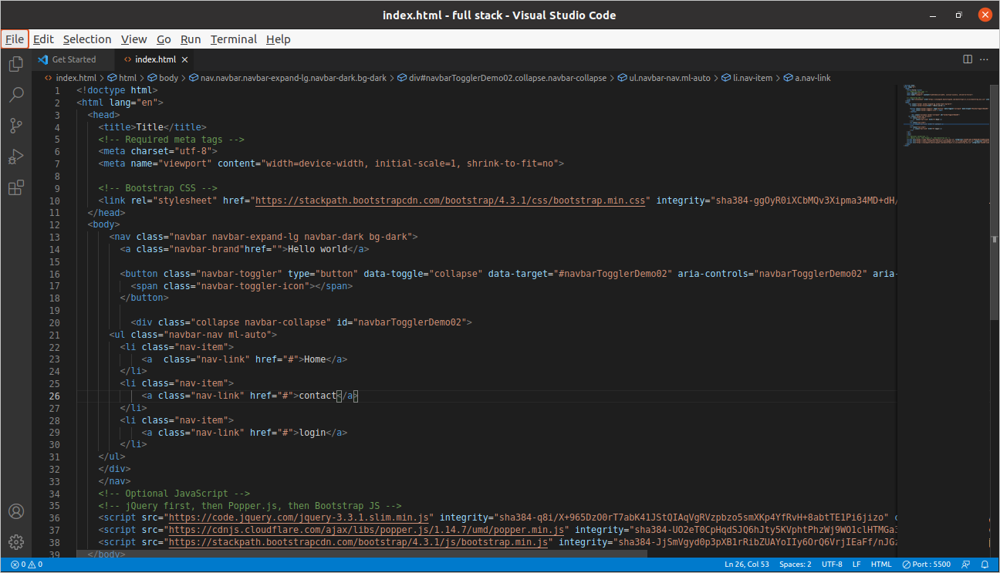 index.html - full stack - Visual Studio Code
File Edit Selection View Go Run Terminal Help
Get Started index.html
index.html > html > body > nav.navbar.navbar-expand-lg.navbar-dark.bg-dark > div#navbarTogglerDemo02.collapse.navbar-collapse > ul.navbar-nav.ml-auto > li.nav-item > a.nav-link
1 <!doctype html>
2 <html lang="en">
3 <head>
4 <title>Title</title>
5 <!-- Required meta tags -->
6 <meta charset="utf-8">
7 <meta name="viewport" content="width=device-width, initial-scale=1, shrink-to-fit=no">
8
9 <!-- Bootstrap CSS -->
10 <link rel="stylesheet" href="https://stackpath.bootstrapcdn.com/bootstrap/4.3.1/css/bootstrap.min.css" integrity="sha384-ggOyR0iXCbMQv3Xipma34MD+dH/
11 </head>
12 <body>
13 <nav class="navbar navbar-expand-lg navbar-dark bg-dark">
14 <a class="navbar-brand"href="">Hello world</a>
15
16 <button class="navbar-toggler" type="button" data-toggle="collapse" data-target="#navbarTogglerDemo02" aria-controls="navbarTogglerDemo02" aria-
17 <span class="navbar-toggler-icon"></span>
18 </button>
19
20 <div class="collapse navbar-collapse" id="navbarTogglerDemo02">
21 <ul class="navbar-nav ml-auto">
22 <li class="nav-item">
23 <a  class="nav-link" href="#">Home</a>
24 </li>
25 <li class="nav-item">
26 <a class="nav-link" href="#">contact</a>
27 </li>
28 <li class="nav-item">
29 <a class="nav-link" href="#">login</a>
30 </li>
31 </ul>
32 </div>
33 </nav>
34 <!-- Optional JavaScript -->
35 <!-- jQuery first, then Popper.js, then Bootstrap JS -->
36 <script src="https://code.jquery.com/jquery-3.3.1.slim.min.js" integrity="sha384-q8i/X+965DzO0rT7abK41JStQIAqVgRVzpbzo5smXKp4YfRvH+8abtTE1Pi6jizo"
37 <script src="https://cdnjs.cloudflare.com/ajax/libs/popper.js/1.14.7/umd/popper.min.js" integrity="sha384-UO2eT0CpHqdSJQ6hJty5KVphtPhzWj9WO1clHTMGa
38 <script src="https://stackpath.bootstrapcdn.com/bootstrap/4.3.1/js/bootstrap.min.js" integrity="sha384-JjSmVgyd0p3pXB1rRibZUAYoIIy6OrQ6VrjIEaFf/nJGz
39 </body>
0 0 Ln 26, Col 53 Spaces: 2 UTF-8 LF HTML Port : 5500